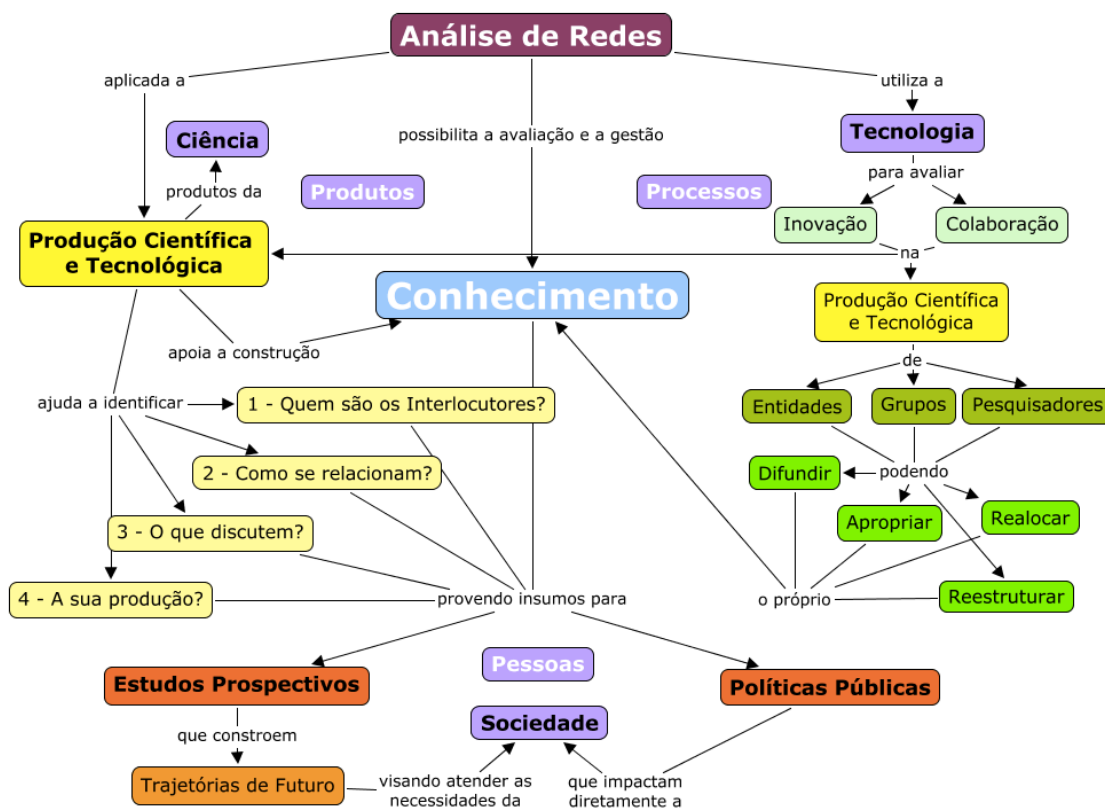 Análise de Redes
aplicada a
utiliza a
possibilita a avaliação e a gestão
Ciência
Tecnologia
produtos da
para avaliar
Produtos
Processos
Inovação
Colaboração
Produção Científica
e Tecnológica
na
Conhecimento
Produção Científica
e Tecnológica
apoia a construção
de
ajuda a identificar
1 - Quem são os Interlocutores?
Entidades
Grupos
Pesquisadores
2 - Como se relacionam?
Difundir
podendo
3 - O que discutem?
Apropriar
Realocar
4 - A sua produção?
provendo insumos para
o próprio
Reestruturar
Estudos Prospectivos
Pessoas
Políticas Públicas
que constroem
Sociedade
Trajetórias de Futuro
visando atender as
necessidades da
que impactam
diretamente a